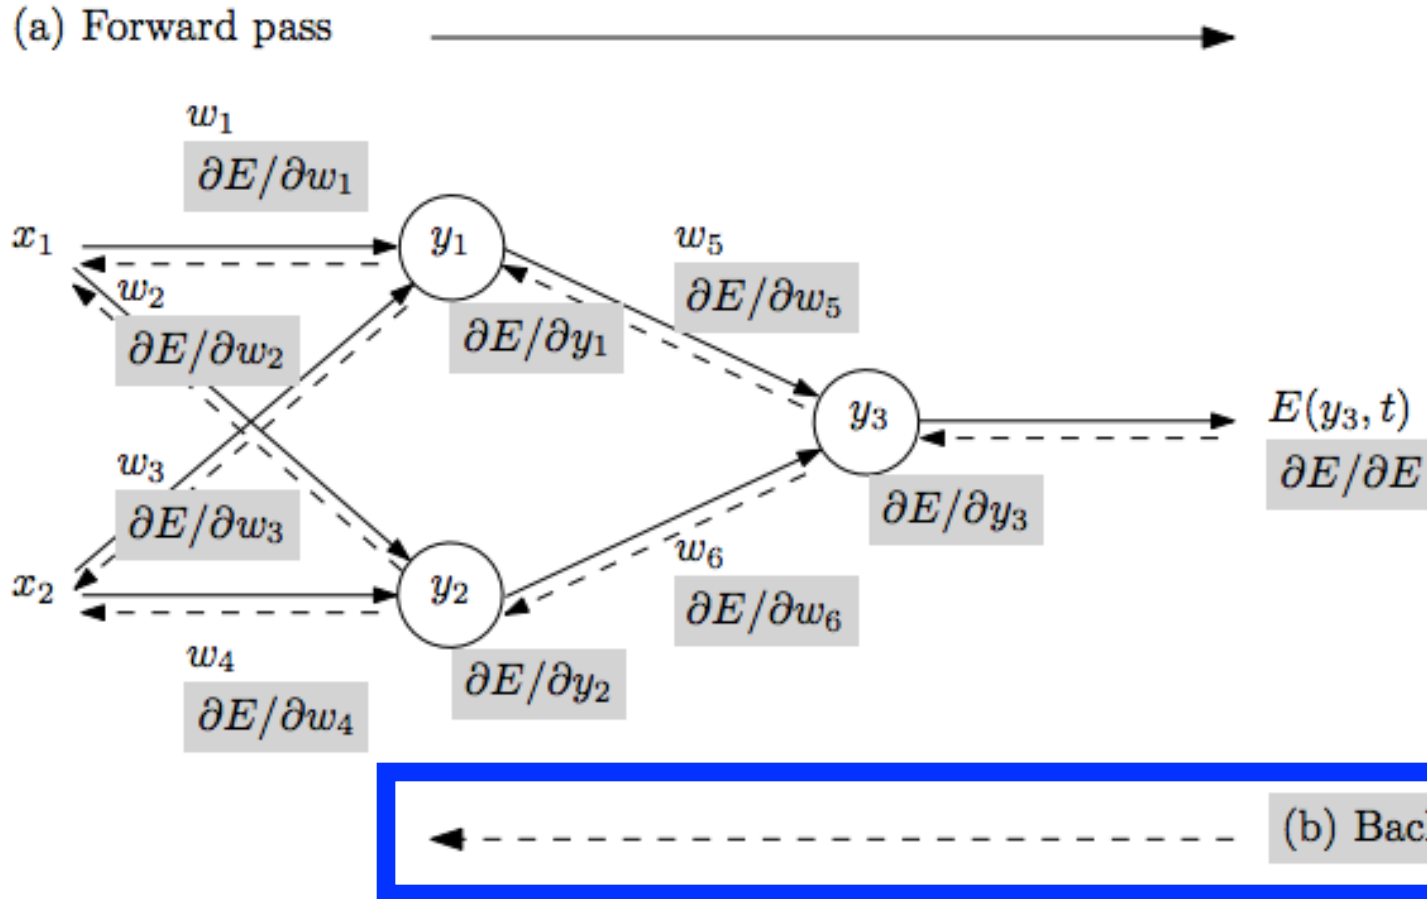 (a) Forward pass
w₁
∂E/∂w₁
x₁
y₁
w₅
w₂
∂E/∂w₅
∂E/∂w₂
∂E/∂y₁
y₃
E(y₃, t)
w₃
∂E/∂E
∂E/∂w₃
∂E/∂y₃
w₆
x₂
y₂
∂E/∂w₆
w₄
∂E/∂y₂
∂E/∂w₄
(b)